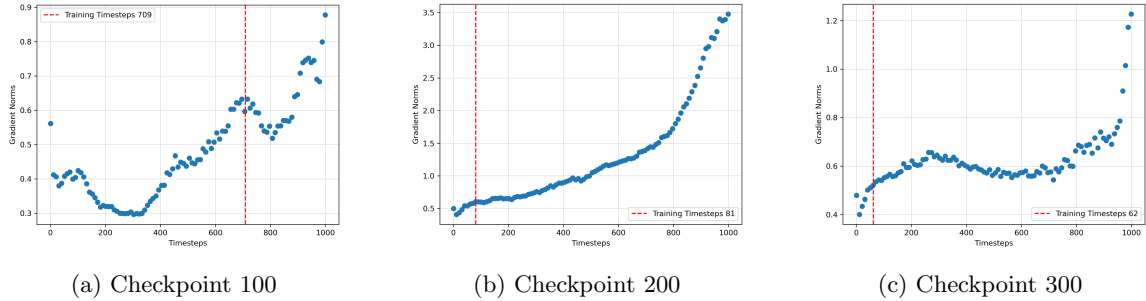 Training Timesteps 709
0.9
0.8
0.7
0.6
0.5
0.4
0.3
Gradient Norms
0 200 400 600 800 1000
Timesteps
(a) Checkpoint 100
3.5
3.0
2.5
2.0
1.5
1.0
0.5
Gradient Norms
Training Timesteps 81
0 200 400 600 800 1000
Timesteps
(b) Checkpoint 200
1.2
1.0
0.8
0.6
0.4
Gradient Norms
Training Timesteps 62
0 200 400 600 800 1000
Timesteps
(c) Checkpoint 300